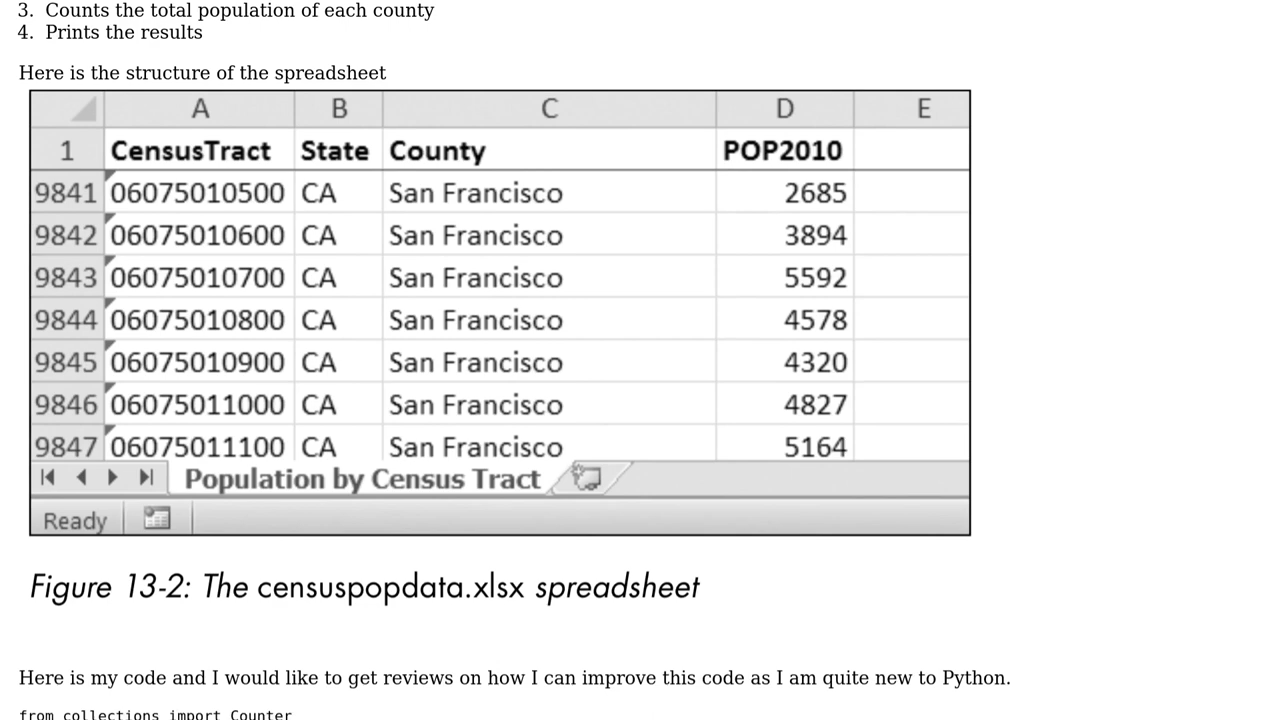 3. Counts the total population of each county
4. Prints the results
Here is the structure of the spreadsheet
A B C D E
1 CensusTract State County POP2010
9841 06075010500 CA San Francisco 2685
9842 06075010600 CA San Francisco 3894
9843 06075010700 CA San Francisco 5592
9844 06075010800 CA San Francisco 4578
9845 06075010900 CA San Francisco 4320
9846 06075011000 CA San Francisco 4827
9847 06075011100 CA San Francisco 5164
Population by Census Tract
Ready
Figure 13-2: The censuspopdata.xlsx spreadsheet
Here is my code and I would like to get reviews on how I can improve this code as I am quite new to Python.
from collections import Counter